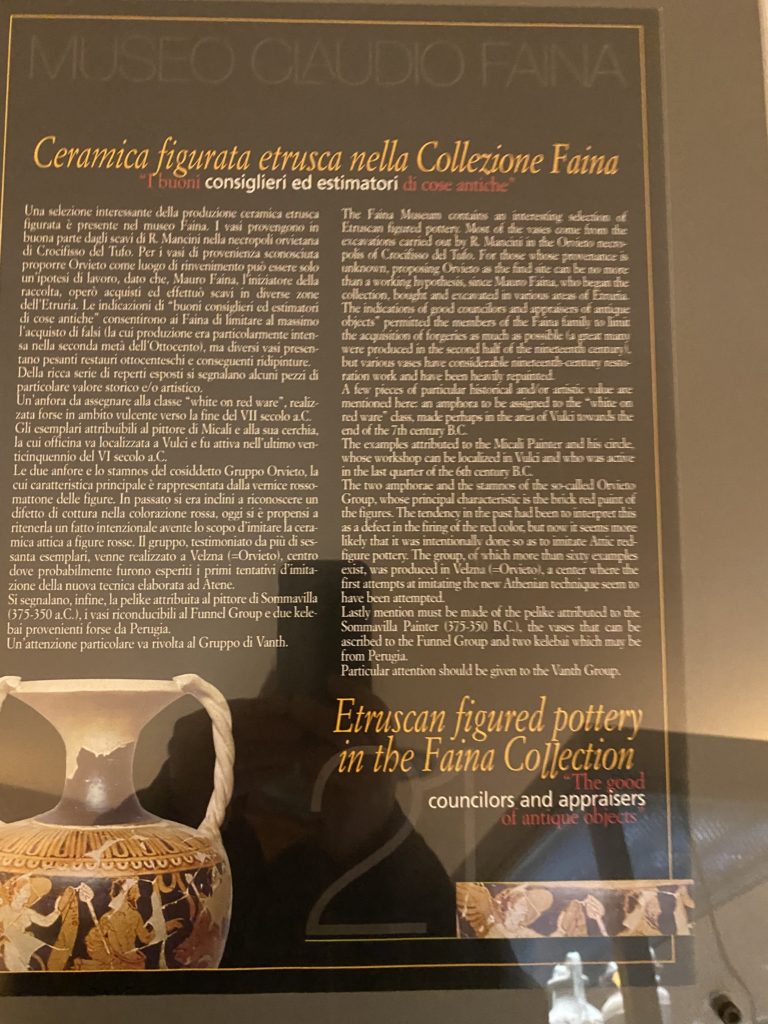 MUSEO CLAUDIO FAINA
Ceramica figurata etrusca nella Collezione Faina
"I buoni consiglieri ed estimatori di cose antiche"
Una selezione interessante della produzione ceramica etrusca
figurata è presente nel museo Faina. I vasi provengono in
buona parte dagli scavi di R. Mancini nella necropoli orvietana
di Crocifisso del Tufo. Per i vasi di provenienza sconosciuta
proporre Orvieto come luogo di rinvenimento può essere solo
un'ipotesi di lavoro, dato che, Mauro Faina, l'iniziatore della
raccolta, operò acquisti ed effettuò scavi in diverse zone
dell'Etruria. Le indicazioni di "buoni consiglieri ed estimatori
di cose antiche" consentirono ai Faina di limitare al massimo
l'acquisto di falsi (la cui produzione era particolarmente inten-
sa nella seconda metà dell'Ottocento), ma diversi vasi presen-
tano pesanti restauri ottocenteschi e conseguenti ridipinture.
Della ricca serie di reperti esposti si segnalano alcuni pezzi di
particolare valore storico e/o artistico.
Un'anfora da assegnare alla classe "white on red ware", realiz-
zata forse in ambito vulcente verso la fine del VII secolo a.C.
Gli esemplari attribuibili al pittore di Micali e alla sua cerchia,
la cui officina va localizzata a Vulci e fu attiva nell'ultimo ven-
ticinquennio del VI secolo a.C.
Le due anfore e lo stamnos del cosiddetto Gruppo Orvieto, la
cui caratteristica principale è rappresentata dalla vernice rosso-
mattone delle figure. In passato si era inclini a riconoscere un
difetto di cottura nella colorazione rossa, oggi si è propensi a
ritenerla un fatto intenzionale avente lo scopo d'imitare la cera-
mica attica a figure rosse. Il gruppo, testimoniato da più di ses-
santa esemplari, venne realizzato a Velzna (=Orvieto), centro
dove probabilmente furono esperiti i primi tentativi d'imita-
zione della nuova tecnica elaborata ad Atene.
Si segnalano, infine, la pelike attribuita al pittore di Sommavilla
(375-350 a.C.), i vasi riconducibili al Funnel Group e due kele-
bai provenienti forse da Perugia.
Un'attenzione particolare va rivolta al Gruppo di Vanth.
The Faina Museum contains an interesting selection of
Etruscan figured pottery. Most of the vases come from the
excavations carried out by R. Mancini in the Orvieto necro-
polis of Crocifisso del Tufo. For those whose provenance is
unknown, proposing Orvieto as the find site can be no more
than a working hypothesis, since Mauro Faina, who began the
collection, bought and excavated in various areas of Etruria.
The indications of good councilors and appraisers of antique
objects" permitted the members of the Faina family to limit
the acquisition of forgeries as much as possible (a great many
were produced in the second half of the nineteenth century),
but various vases have considerable nineteenth-century resto-
ration work and have been heavily repainted.
A few pieces of particular historical and/or artistic value are
mentioned here: an amphora to be assigned to the "white on
red ware" class, made perhaps in the area of Vulci towards the
end of the 7th century B.C.
The examples attributed to the Micali Painter and his circle,
whose workshop can be localized in Vulci and who was active
in the last quarter of the 6th century B.C.
The two amphorae and the stamnos of the so-called Orvieto
Group, whose principal characteristic is the brick red paint of
the figures. The tendency in the past had been to interpret this
as a defect in the firing of the red color, but now it seems more
likely that it was intentionally done so as to imitate Attic red-
figure pottery. The group, of which more than sixty examples
exist, was produced in Velzna (=Orvieto), a center where the
first attempts at imitating the new Athenian technique seem to
have been attempted.
Lastly mention must be made of the pelike attributed to the
Sommavilla Painter (375-350 B.C.), the vases that can be
ascribed to the Funnel Group and two kelebai which may be
from Perugia.
Particular attention should be given to the Vanth Group.
Etruscan figured pottery
in the Faina Collection
"The good
councilors and appraisers
of antique objects"
21